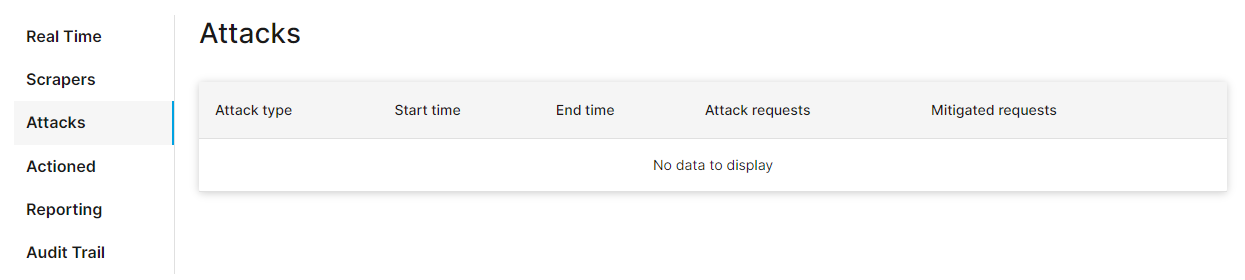 Real Time
Scrapers
Attacks
Actioned
Reporting
Audit Trail
Attacks
Attack type Start time End time Attack requests Mitigated requests
No data to display